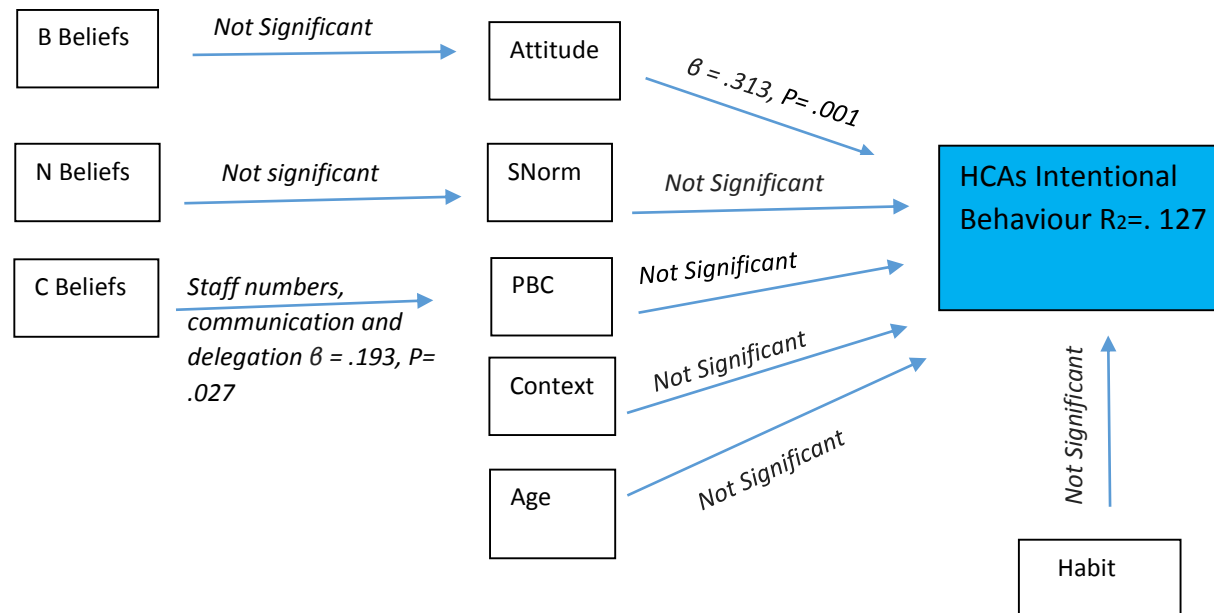 B Beliefs
Not Significant
Attitude
β = .313, P= .001
N Beliefs
Not significant
SNorm
Not Significant
HCAs Intentional
Behaviour R2=. 127
C Beliefs
Staff numbers,
communication and
delegation β = .193, P=
.027
PBC
Not Significant
Context
Not Significant
Age
Not Significant
Not Significant
Habit